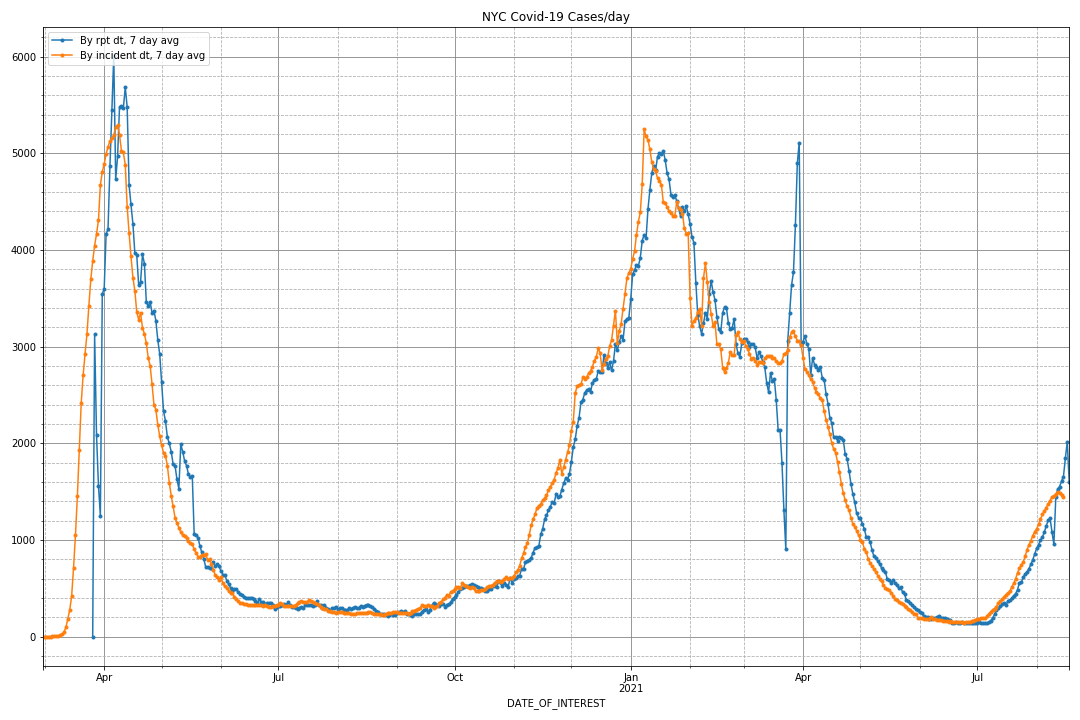 NYC Covid-19 Cases/day
By rpt dt, 7 day avg
By incident dt, 7 day avg
6000
5000
4000
3000
2000
1000
0
Apr Jul Oct Jan Apr Jul
2021
DATE_OF_INTEREST